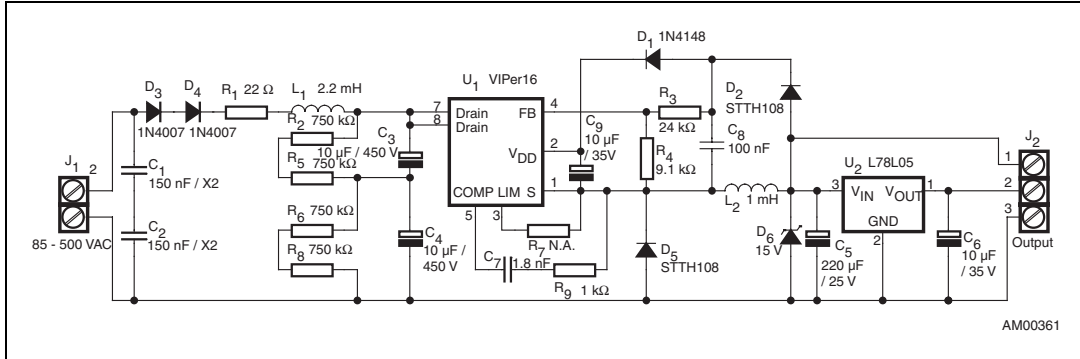 D1 1N4148
U1 VIPer16
D3
D4
R1 22 Ω
L1 2.2 mH
D2
STTH108
7
8
Drain
Drain
FB
4
R3
24 kΩ
1N4007
1N4007
R2 750 kΩ
10 µF / 450 V
C3
C9
10 µF
/ 35V
C8
100 nF
J2
J1
2
C1
150 nF / X2
R5 750 kΩ
VDD
2
R4
9.1 kΩ
U2 L78L05
1
1
COMP LIM S
1
L2 1 mH
3
VIN VOUT
1
2
85 - 500 VAC
C2
150 nF / X2
R6 750 kΩ
R8 750 kΩ
5
3
GND
2
3
C4
10 µF /
450 V
R7 N.A.
C7 1.8 nF
R9 1 kΩ
D5
STTH108
D6
15 V
C5
220 µF
/ 25 V
C6
10 µF
/ 35 V
Output
AM00361